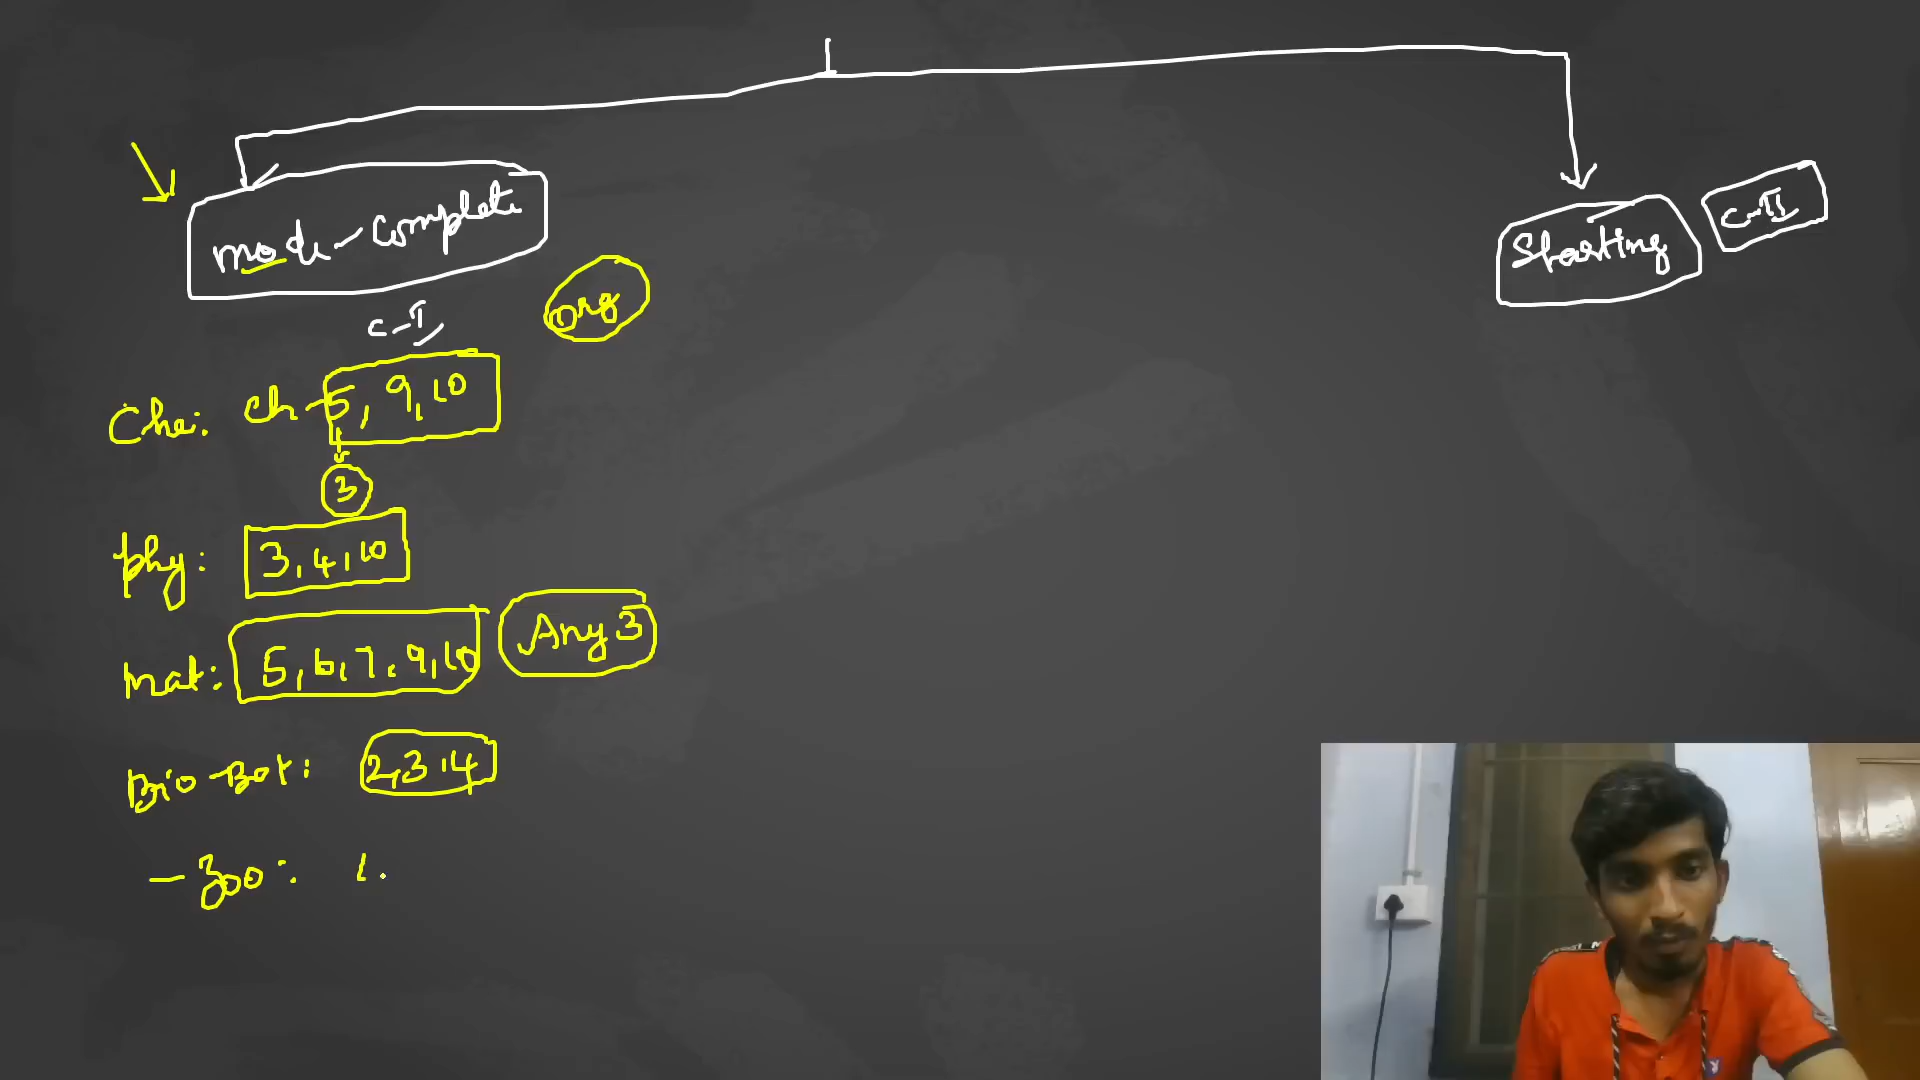 mode-complete
Starting
C-II
C-I
org
Che: ch-5, 9, 10
3
phy: 3, 4, 10
mat: 5, 6, 7, 9, 10 Any 3
Bio-Bot: 2, 3, 4
- zoo: 1.